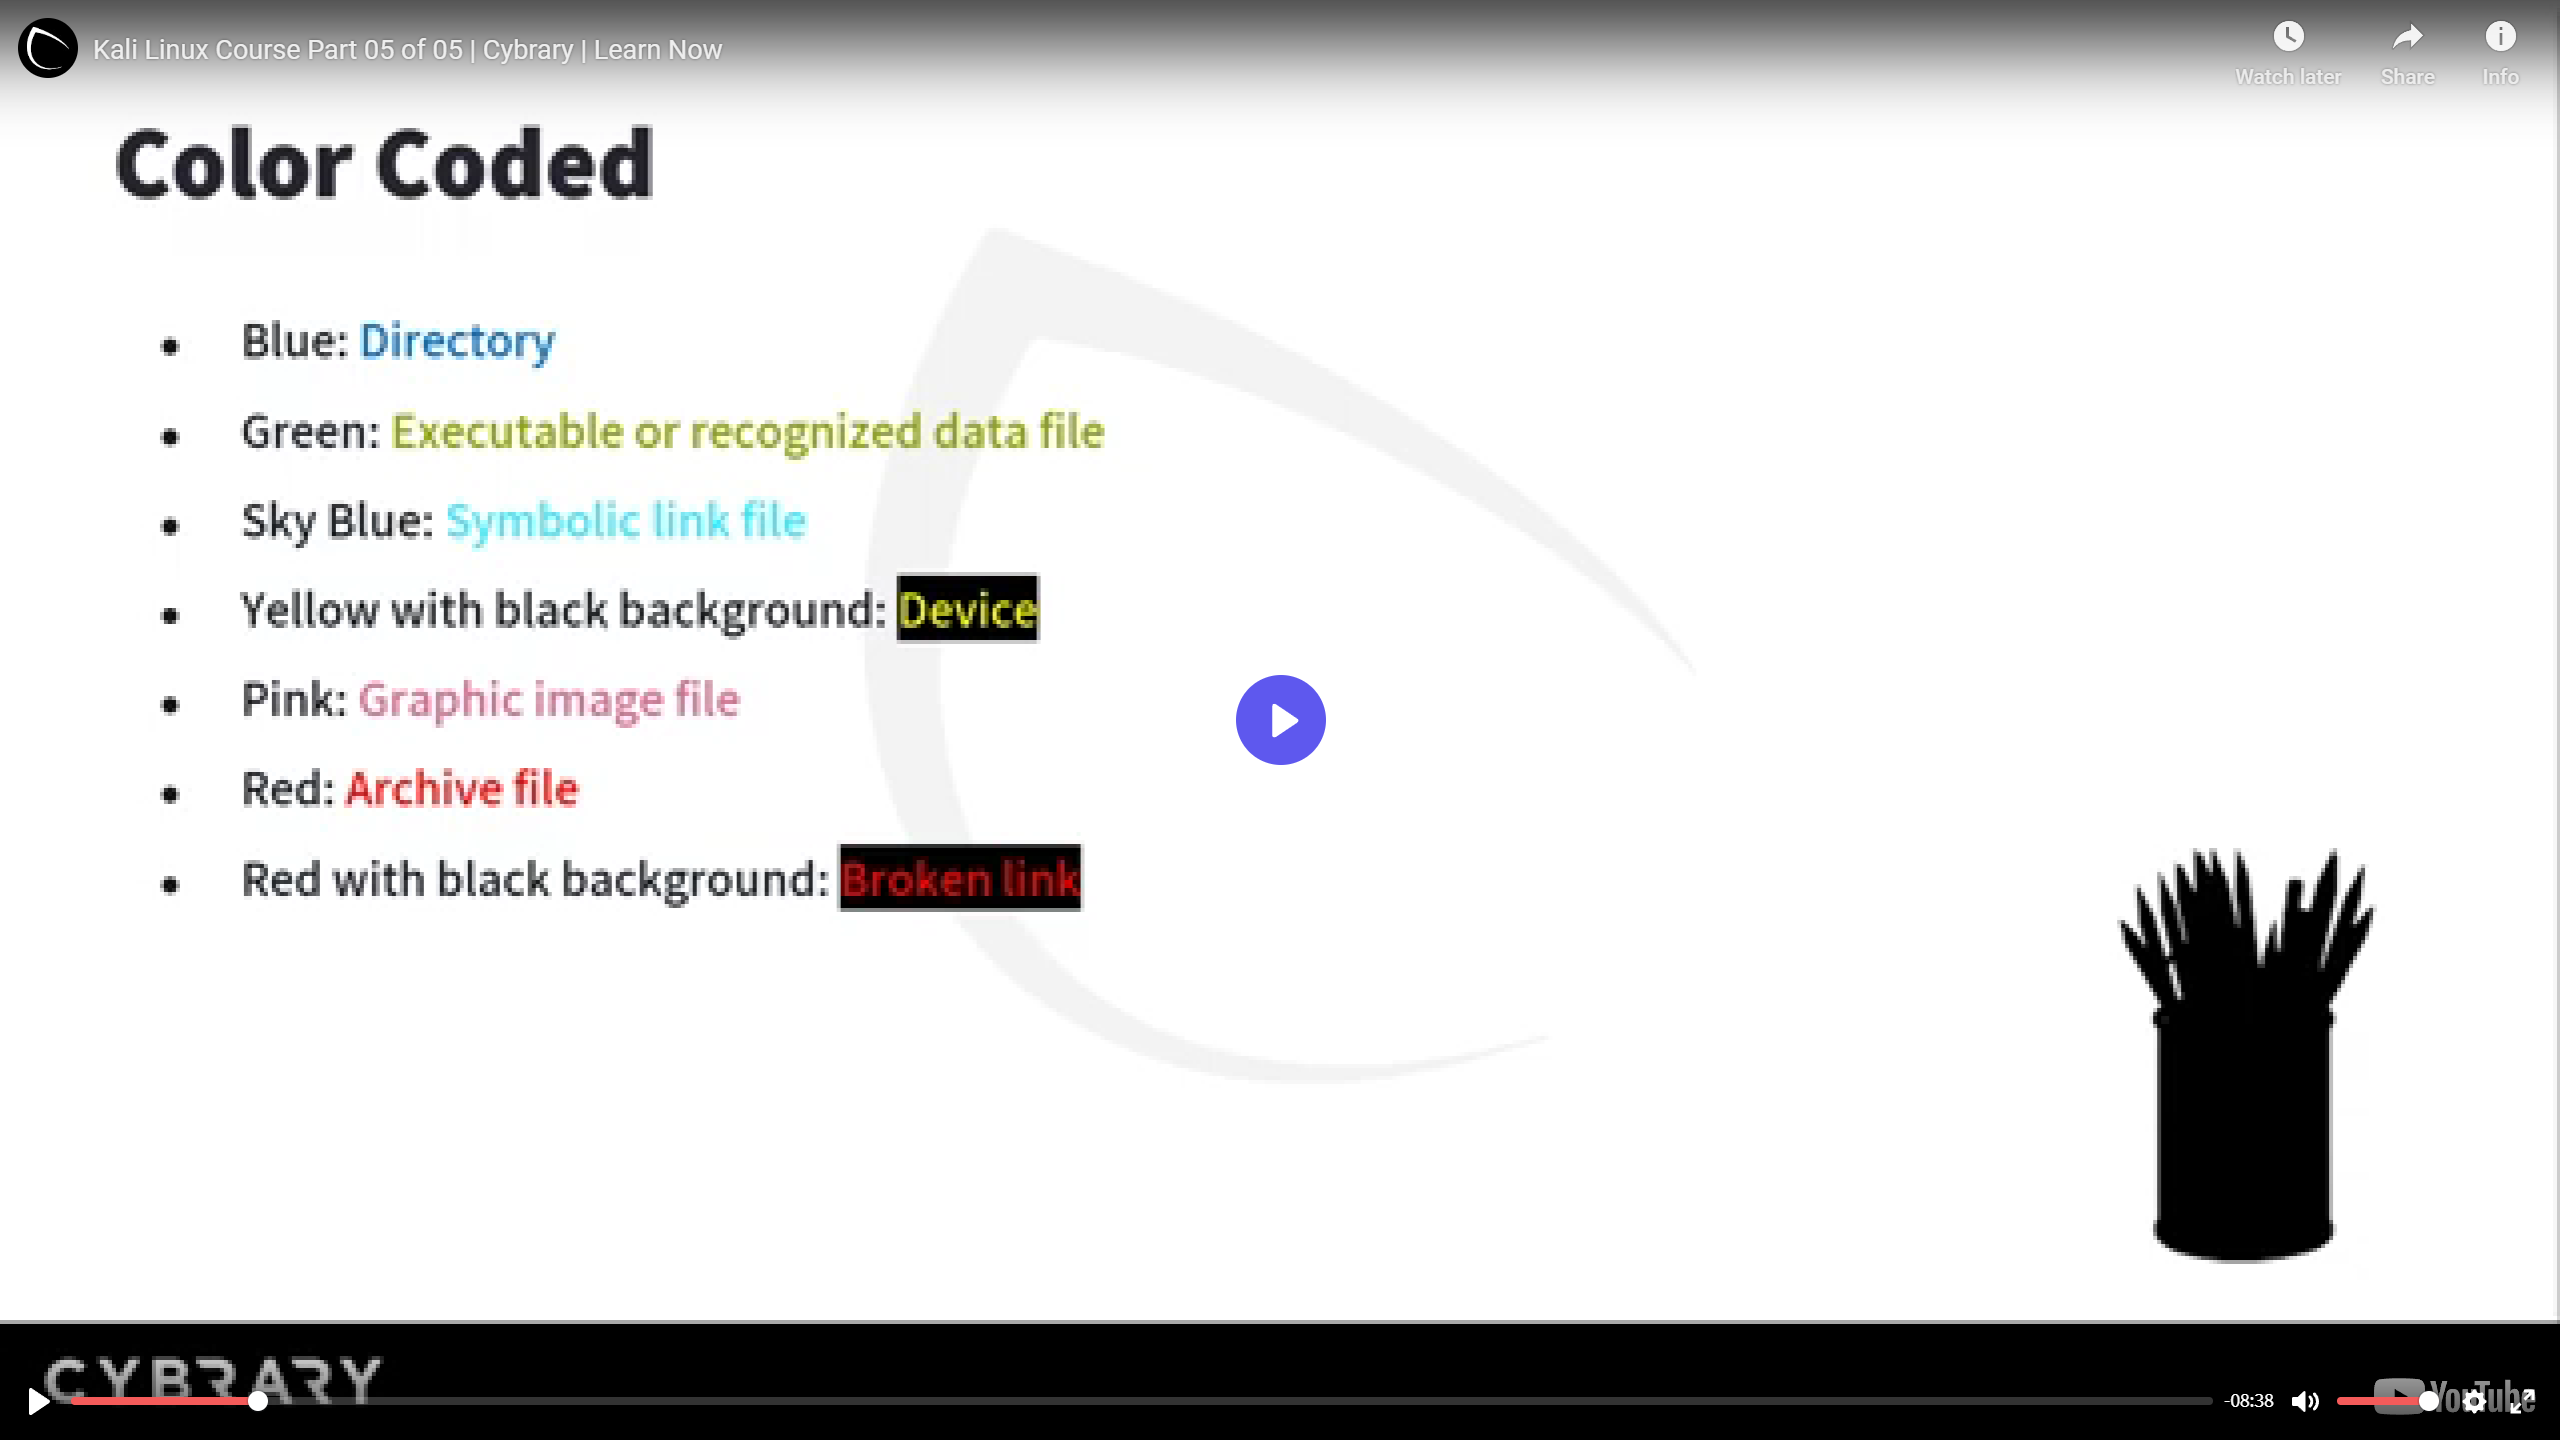 Kali Linux Course Part 05 of 05 | Cybrary | Learn Now
Watch later
Share
Info
Color Coded
• Blue: Directory
• Green: Executable or recognized data file
• Sky Blue: Symbolic link file
• Yellow with black background: Device
• Pink: Graphic image file
• Red: Archive file
• Red with black background: Broken link
CYBRARY
-08:38
YouTube